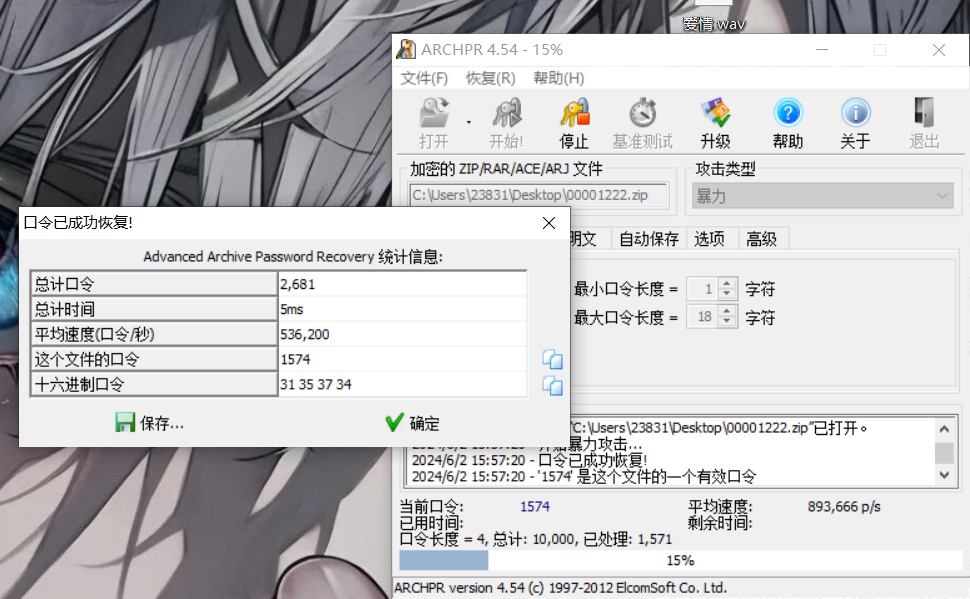 爱情.wav
ARCHPR 4.54 - 15%
文件(F) 恢复(R) 帮助(H)
打开 开始! 停止 基准测试 升级 帮助 关于 退出
加密的 ZIP/RAR/ACE/ARJ 文件
攻击类型
C:\Users\23831\Desktop\00001222.zip
暴力
明文 自动保存 选项 高级
最小口令长度 = 1 字符
最大口令长度 = 18 字符
口令已成功恢复!
Advanced Archive Password Recovery 统计信息:
总计口令 2,681
总计时间 5ms
平均速度(口令/秒) 536,200
这个文件的口令 1574
十六进制口令 31 35 37 34
保存... 确定
"C:\Users\23831\Desktop\00001222.zip"已打开。
开始暴力攻击...
2024/6/2 15:57:20 - 口令已成功恢复!
2024/6/2 15:57:20 - '1574' 是这个文件的一个有效口令
当前口令: 1574 平均速度: 893,666 p/s
已用时间: 剩余时间:
口令长度 = 4, 总计: 10,000, 已处理: 1,571
15%
ARCHPR version 4.54 (c) 1997-2012 ElcomSoft Co. Ltd.